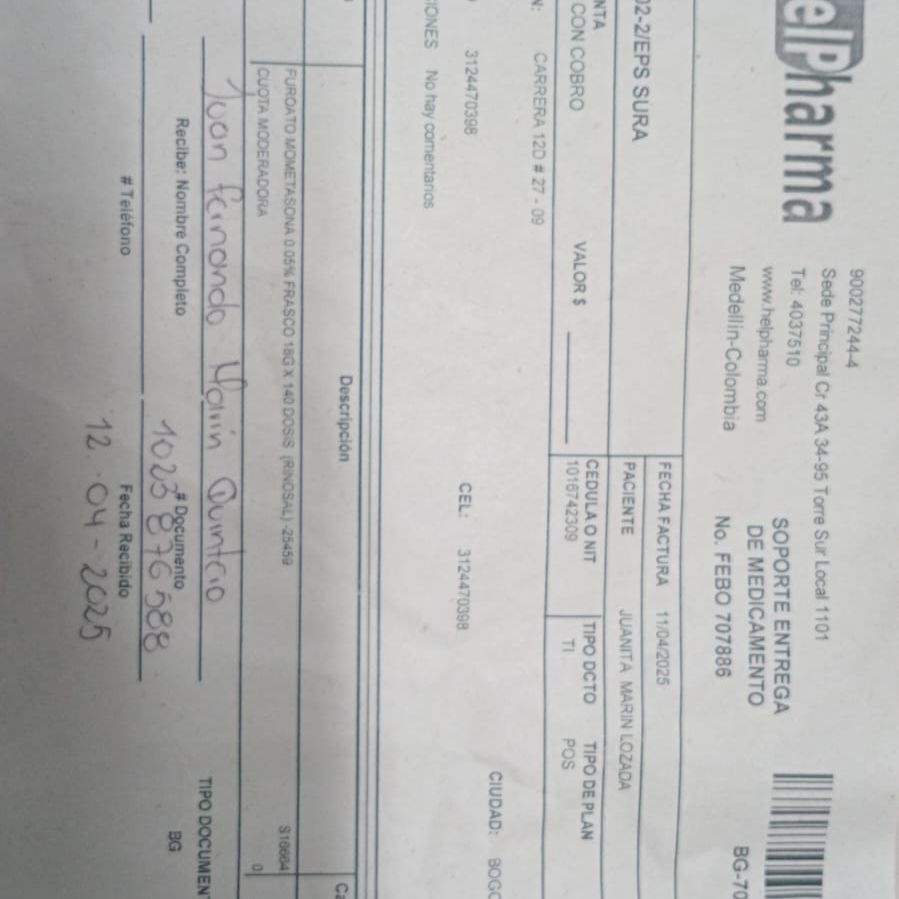 elPharma
900277244-4
Sede Principal Cr 43A 34-95 Torre Sur Local 1101
Tel: 4037510
www.helpharma.com
Medellin-Colombia
SOPORTE ENTREGA
DE MEDICAMENTO
No. FEBO 707886
BG-70
02-2/EPS SURA
FECHA FACTURA 11/04/2025
PACIENTE JUANITA MARIN LOZADA
NTA
CON COBRO VALOR $
CEDULA O NIT TIPO DCTO TIPO DE PLAN
1016742309 TI POS
N: CARRERA 12D # 27 - 09
CIUDAD: BOGO
3124470398 CEL: 3124470398
IONES No hay comentarios
Descripción Ca
FUROATO MOMETASONA 0.05% FRASCO 18G X 140 DOSIS (RINOSAL) -25459 S10664
CUOTA MODERADORA 0
Juan Fernando Marin Quintero
Recibe: Nombre Completo
1023876588
# Documento
TIPO DOCUMEN
BG
# Teléfono
Fecha Recibido
12-04-2025